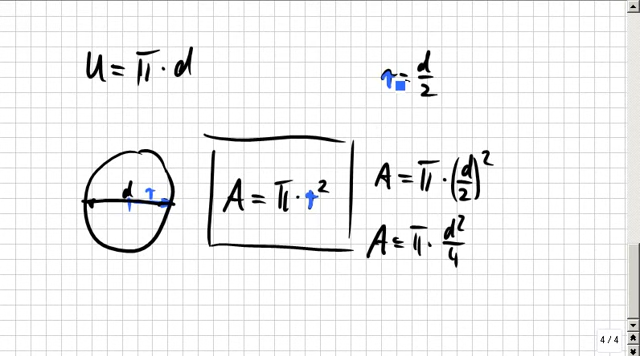 U = π · d
r = d/2
d r
A = π · r²
A = π · (d/2)²
A = π · d²/4
4 / 4